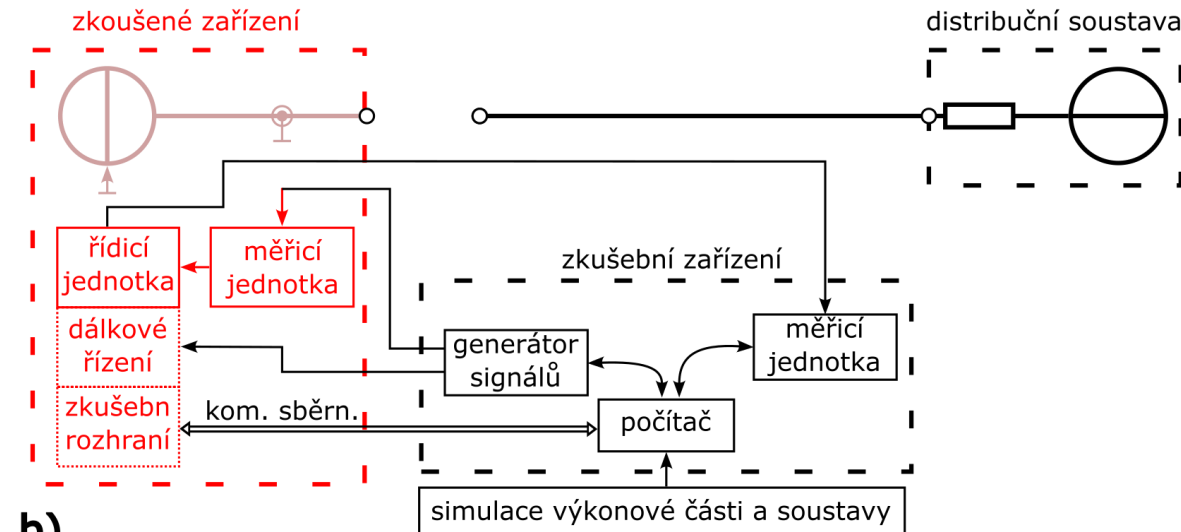 zkoušené zařízení
distribuční soustava
řídicí
jednotka
měřicí
jednotka
zkušební zařízení
dálkové
řízení
generátor
signálů
měřicí
jednotka
zkušebn
rozhraní
kom. sběrn.
počítač
simulace výkonové části a soustavy
b)